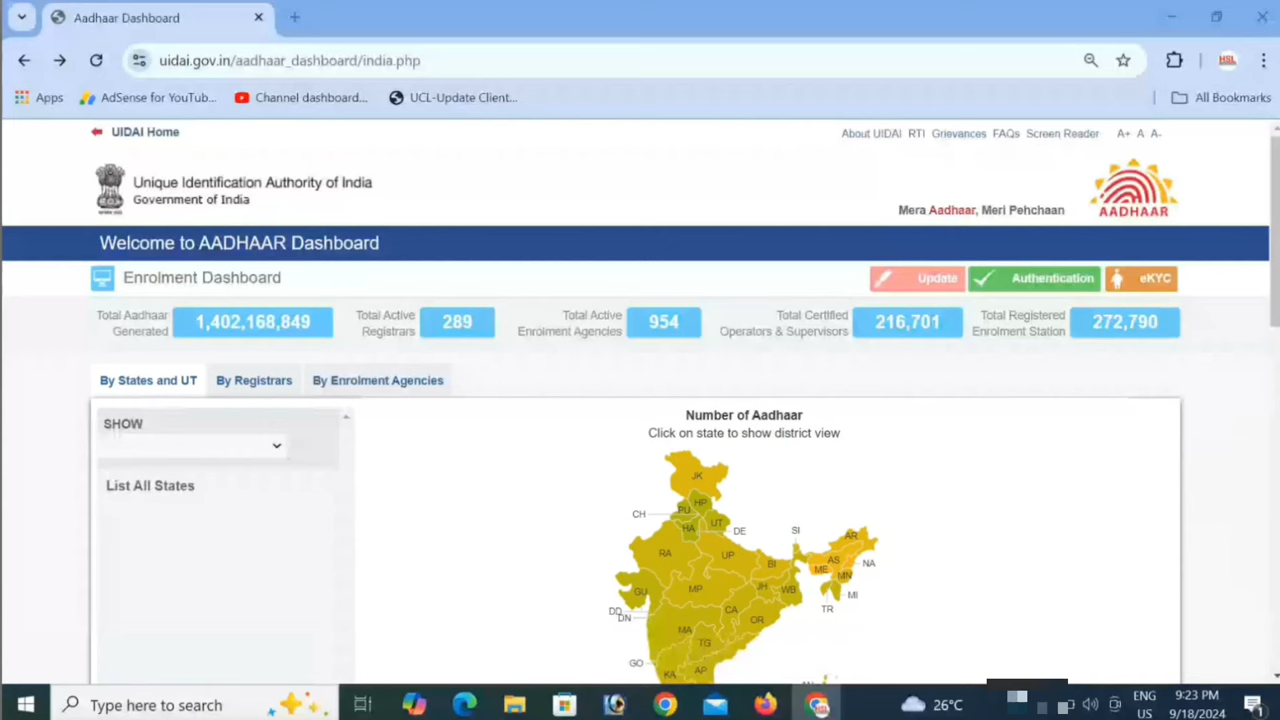 Aadhaar Dashboard
uidai.gov.in/aadhaar_dashboard/india.php
HSL
Apps
AdSense for YouTub...
Channel dashboard...
UCL-Update Client...
All Bookmarks
UIDAI Home
About UIDAI RTI Grievances FAQs Screen Reader A+ A A-
Unique Identification Authority of India
Government of India
Mera Aadhaar, Meri Pehchaan
AADHAAR
Welcome to AADHAAR Dashboard
Enrolment Dashboard
Update
Authentication
eKYC
Total Aadhaar
Generated
1,402,168,849
Total Active
Registrars
289
Total Active
Enrolment Agencies
954
Total Certified
Operators & Supervisors
216,701
Total Registered
Enrolment Station
272,790
By States and UT
By Registrars
By Enrolment Agencies
SHOW
List All States
Number of Aadhaar
Click on state to show district view
JK
HP
CH
PU
UT
HA
DE
SI
AR
RA
UP
BI
AS
NA
ME
MN
GU
MP
JH
WB
MI
DD
DN
CA
OR
TR
MA
TG
GO
KA
AP
Type here to search
26°C
ENG
US
9:23 PM
9/18/2024
1